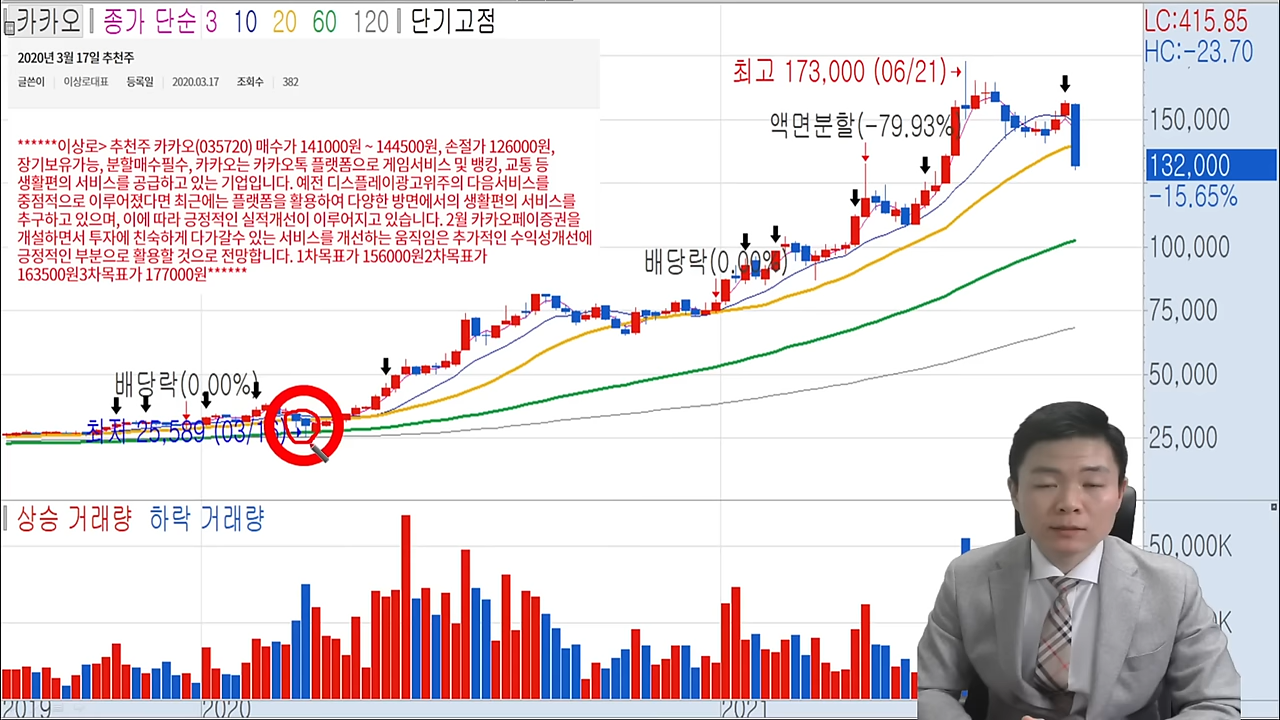 카카오 종가 단순 3 10 20 60 120 단기고점
LC:415.85
HC:-23.70
2020년 3월 17일 추천주
글쓴이 이상로대표 등록일 2020.03.17 조회수 382
최고 173,000 (06/21)
액면분할(-79.93%)
150,000
132,000
-15.65%
******이상로> 추천주 카카오(035720) 매수가 141000원 ~ 144500원, 손절가 126000원,
장기보유가능, 분할매수필수, 카카오는 카카오톡 플랫폼으로 게임서비스 및 뱅킹, 교통 등
생활편의 서비스를 공급하고 있는 기업입니다. 예전 디스플레이광고위주의 다음서비스를
중점적으로 이루어졌다면 최근에는 플랫폼을 활용하여 다양한 방면에서의 생활편의 서비스를
추구하고 있으며, 이에 따라 긍정적인 실적개선이 이루어지고 있습니다. 2월 카카오페이증권을
개설하면서 투자에 친숙하게 다가갈수 있는 서비스를 개선하는 움직임은 추가적인 수익성개선에
긍정적인 부분으로 활용할 것으로 전망합니다. 1차목표가 156000원2차목표가
163500원3차목표가 177000원******
100,000
배당락(0.00%)
75,000
50,000
배당락(0.00%)
최저 25,589 (03/16)
25,000
상승 거래량 하락 거래량
50,000K
K
2019
2020
2021